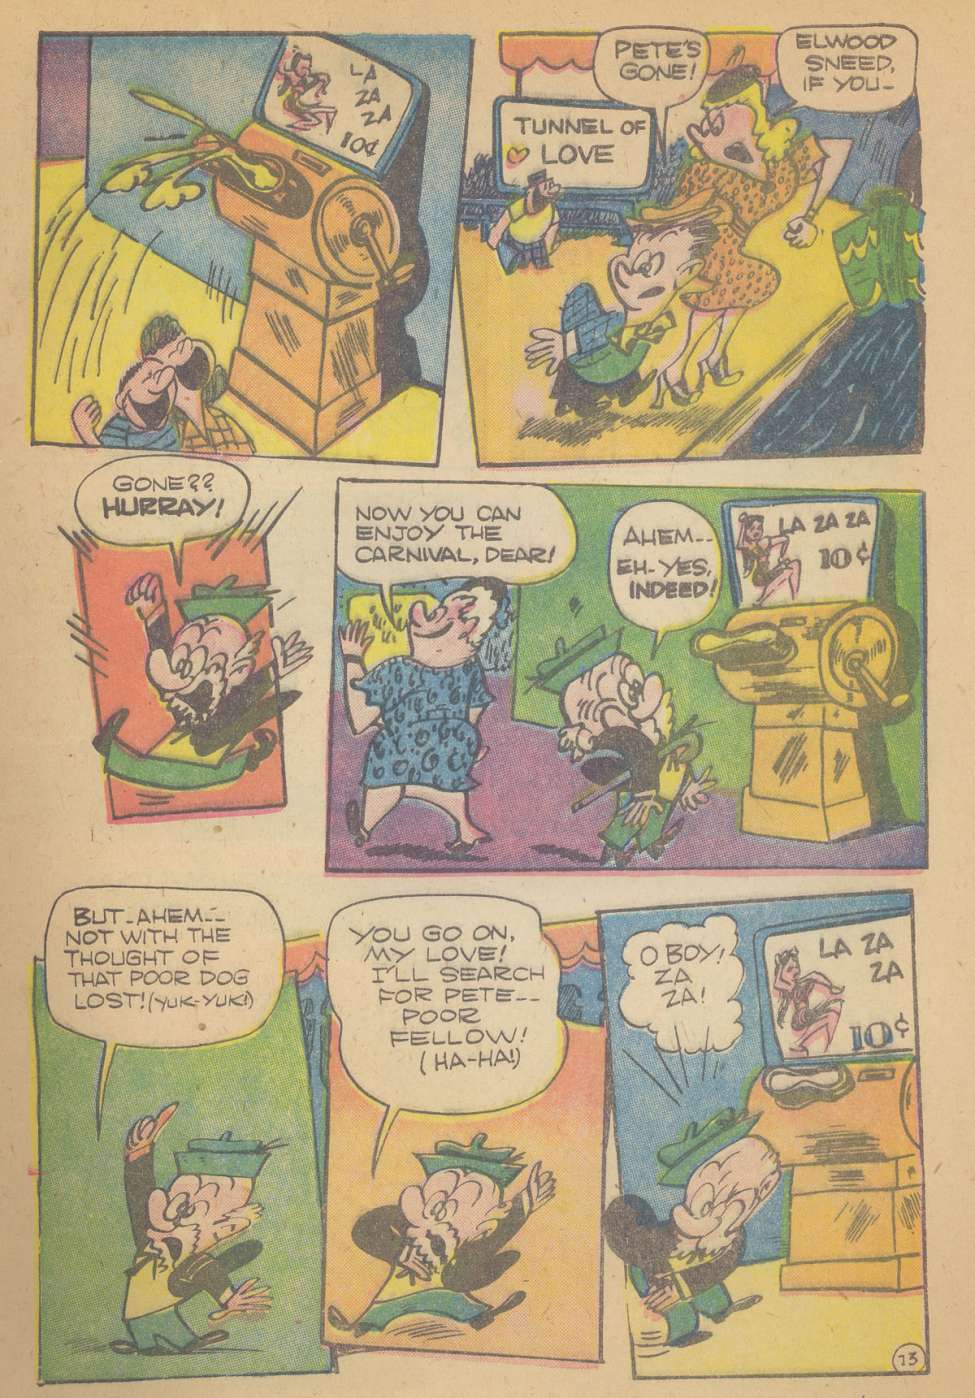 LA
ZA
ZA
10¢
TUNNEL OF
LOVE
PETE'S
GONE!
ELWOOD
SNEED,
IF YOU-
GONE??
HURRAY!
NOW YOU CAN
ENJOY THE
CARNIVAL, DEAR!
AHEM--
EH-YES,
INDEED!
LA ZA ZA
10¢
BUT-AHEM--
NOT WITH THE
THOUGHT OF
THAT POOR DOG
LOST! (YUK-YUK!)
YOU GO ON,
MY LOVE!
I'LL SEARCH
FOR PETE--
POOR
FELLOW!
(HA-HA!)
O BOY!
ZA
ZA!
LA ZA
ZA
10¢
73